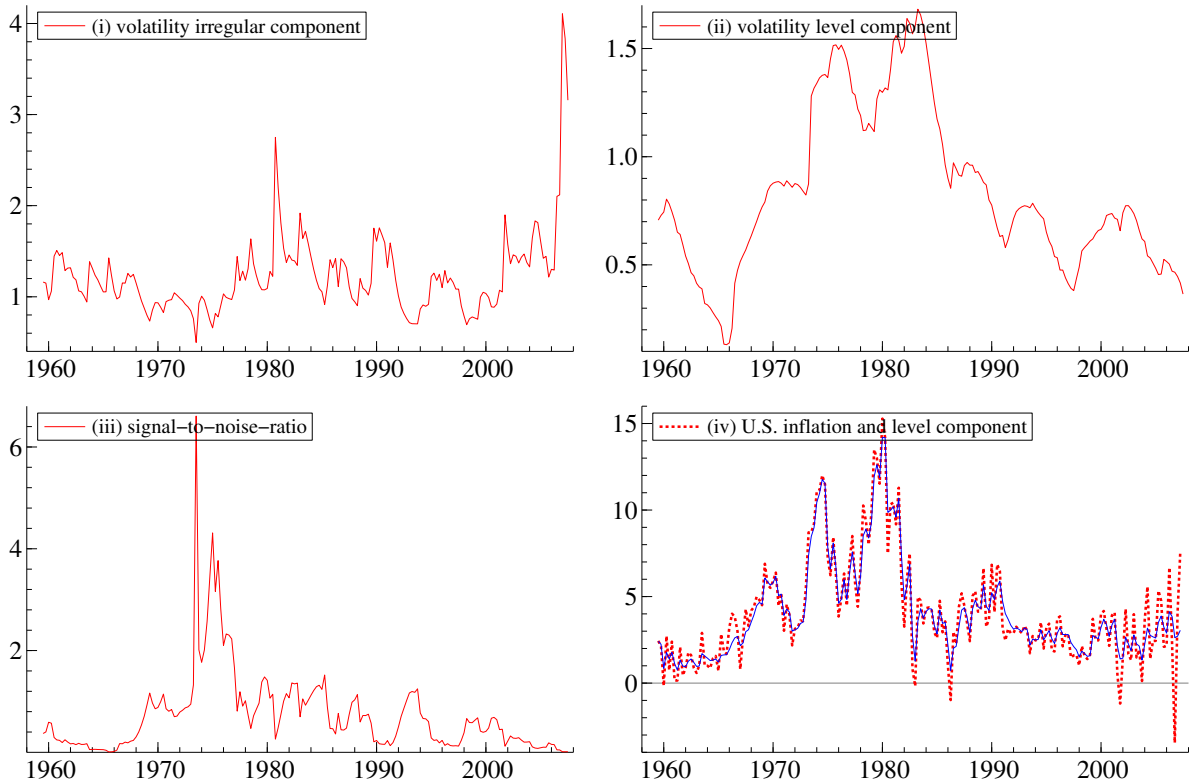 (i) volatility irregular component
4
3
2
1
1960 1970 1980 1990 2000
(ii) volatility level component
1.5
1.0
0.5
1960 1970 1980 1990 2000
(iii) signal-to-noise-ratio
6
4
2
1960 1970 1980 1990 2000
(iv) U.S. inflation and level component
15
10
5
0
1960 1970 1980 1990 2000